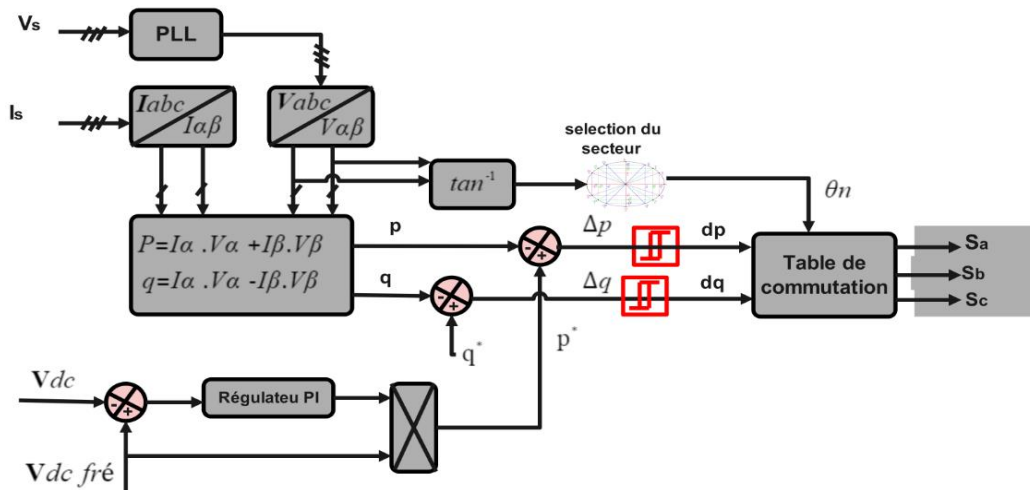 Vs
PLL
Is
Iabc
Iαβ
Vabc
Vαβ
selection du
secteur
tan⁻¹
θn
P=Iα .Vα +Iβ.Vβ
q=Iα .Vα -Iβ.Vβ
p
q
-
+
-
+
Δp
Δq
dp
dq
Table de
commutation
Sa
Sb
Sc
q*
p*
Vdc
-
+
Régulateu PI
Vdc fré